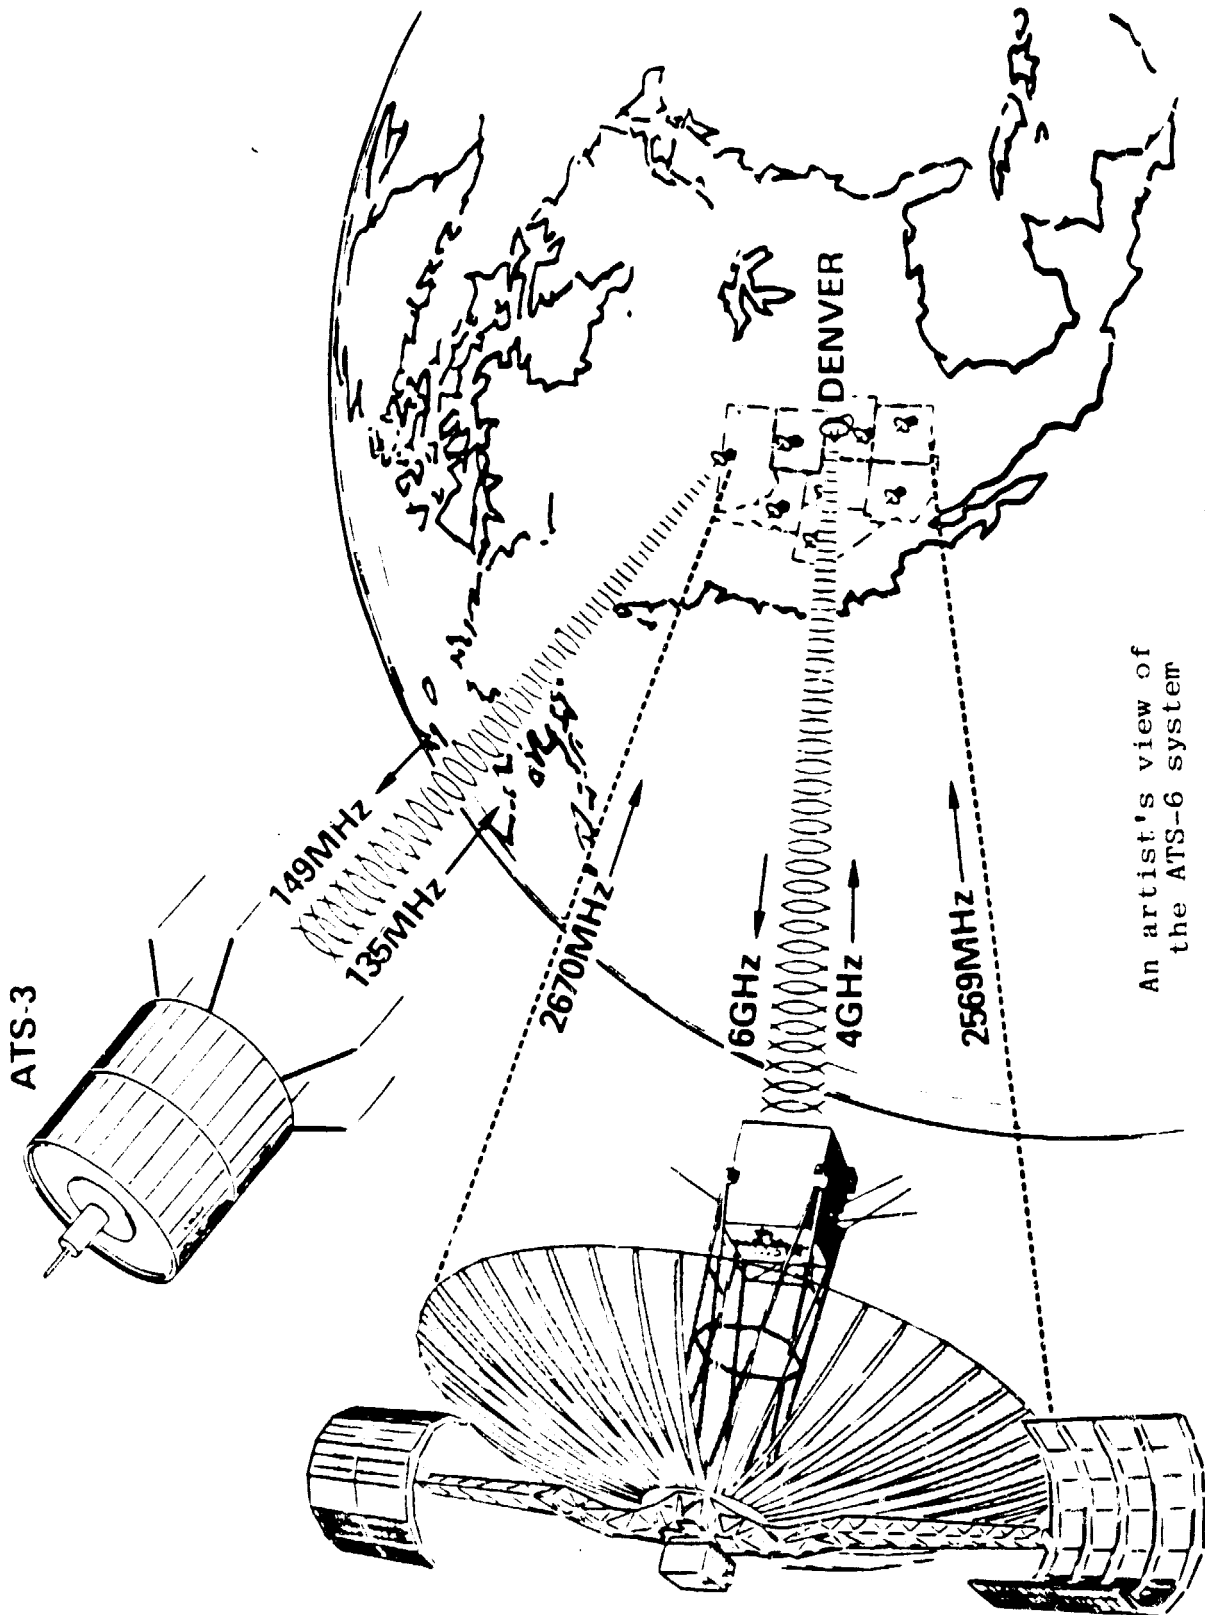 ATS-3
149MHz
135MHz
2670MHz
6GHz
4GHz
2569MHz
DENVER
An artist's view of
the ATS-6 system